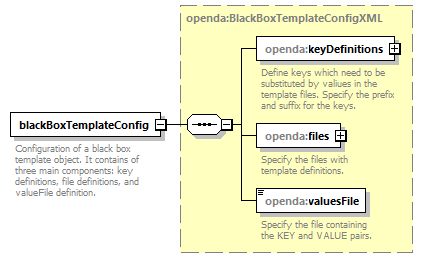 openda:BlackBoxTemplateConfigXML
openda:keyDefinitions
Define keys which need to be
substituted by values in the
template files. Specify the prefix
and suffix for the keys.
blackBoxTemplateConfig
Configuration of a black box
template object. It contains of
three main components: key
definitions, file definitions, and
valueFile definition.
openda:files
Specify the files with
template definitions.
openda:valuesFile
Specify the file containing
the KEY and VALUE pairs.